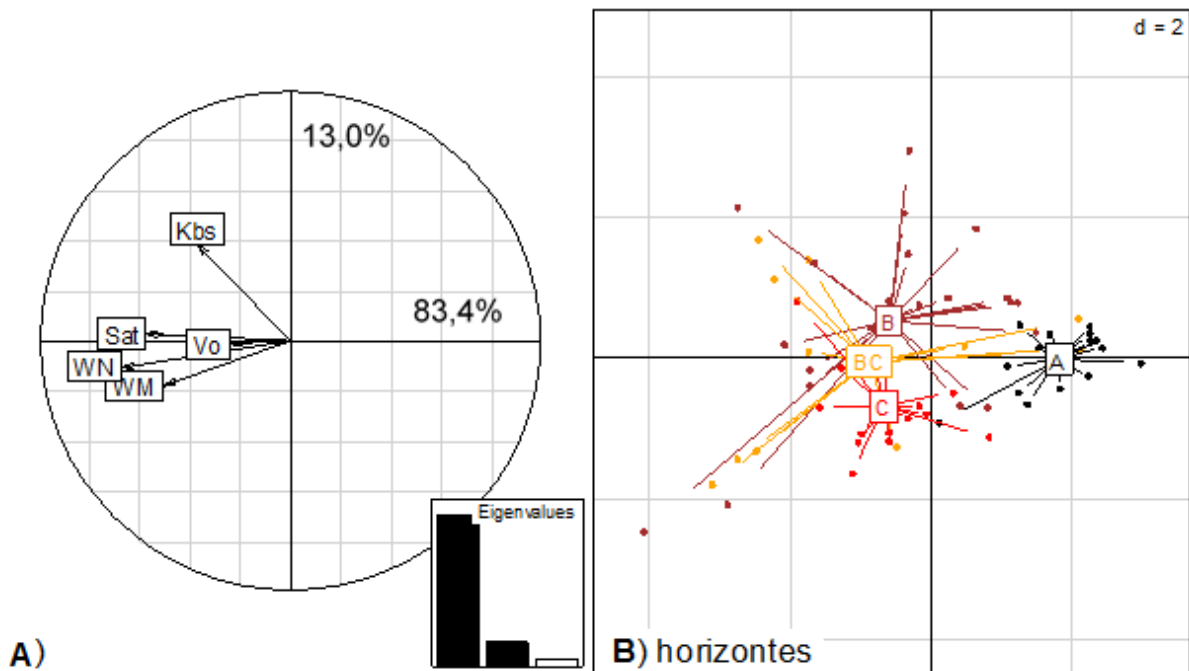 13,0%
83,4%
Kbs
Sat
Vo
WN
WM
Eigenvalues
A)
d = 2
B
BC
A
C
B) horizontes